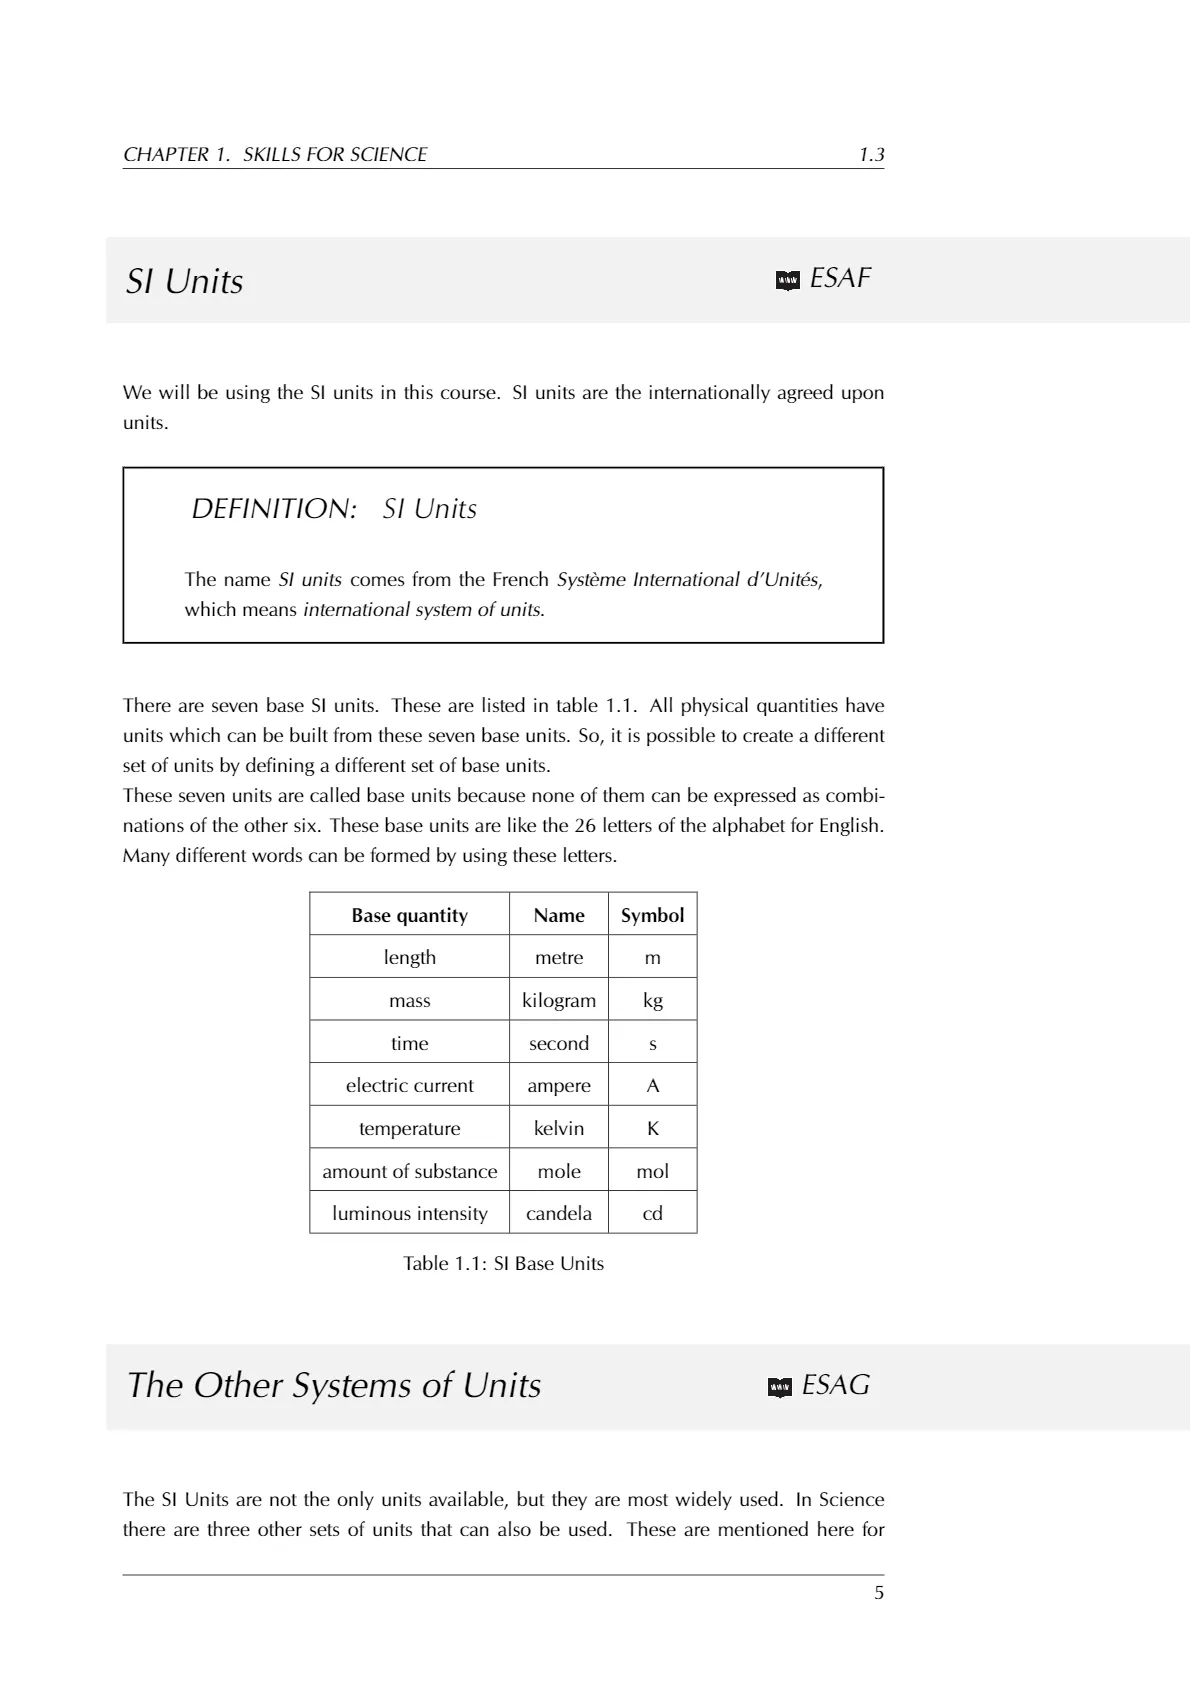 CHAPTER 1. SKILLS FOR SCIENCE 1.3
SI Units
www ESAF
We will be using the SI units in this course. SI units are the internationally agreed upon
units.
DEFINITION: SI Units
The name SI units comes from the French Système International d’Unités,
which means international system of units.
There are seven base SI units. These are listed in table 1.1. All physical quantities have
units which can be built from these seven base units. So, it is possible to create a different
set of units by defining a different set of base units.
These seven units are called base units because none of them can be expressed as combi-
nations of the other six. These base units are like the 26 letters of the alphabet for English.
Many different words can be formed by using these letters.
Base quantity Name Symbol
length metre m
mass kilogram kg
time second s
electric current ampere A
temperature kelvin K
amount of substance mole mol
luminous intensity candela cd
Table 1.1: SI Base Units
The Other Systems of Units
www ESAG
The SI Units are not the only units available, but they are most widely used. In Science
there are three other sets of units that can also be used. These are mentioned here for
5